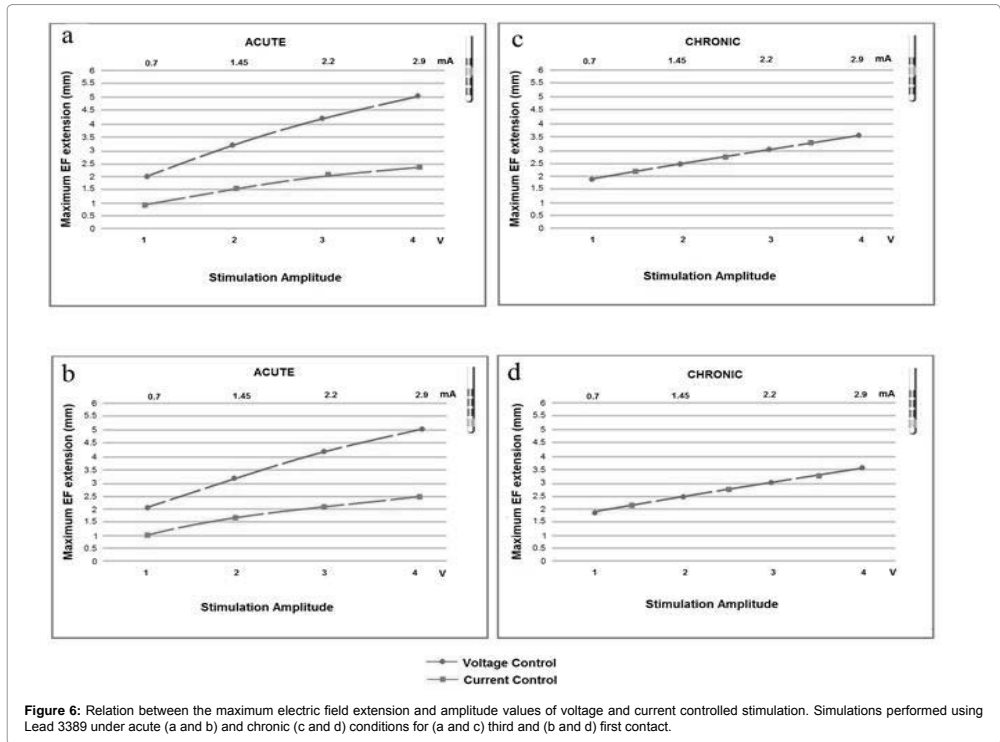 a
ACUTE
0.7 1.45 2.2 2.9 mA
Maximum EF extension (mm)
6
5.5
5
4.5
4
3.5
3
2.5
2
1.5
1
0.5
0
1 2 3 4 V
Stimulation Amplitude
c
CHRONIC
0.7 1.45 2.2 2.9 mA
Maximum EF extension (mm)
6
5.5
5
4.5
4
3.5
3
2.5
2
1.5
1
0.5
0
1 2 3 4 V
Stimulation Amplitude
b
ACUTE
0.7 1.45 2.2 2.9 mA
Maximum EF extension (mm)
6
5.5
5
4.5
4
3.5
3
2.5
2
1.5
1
0.5
0
1 2 3 4 V
Stimulation Amplitude
d
CHRONIC
0.7 1.45 2.2 2.9 mA
Maximum EF extension (mm)
6
5.5
5
4.5
4
3.5
3
2.5
2
1.5
1
0.5
0
1 2 3 4 V
Stimulation Amplitude
Voltage Control
Current Control
Figure 6: Relation between the maximum electric field extension and amplitude values of voltage and current controlled stimulation. Simulations performed using
Lead 3389 under acute (a and b) and chronic (c and d) conditions for (a and c) third and (b and d) first contact.